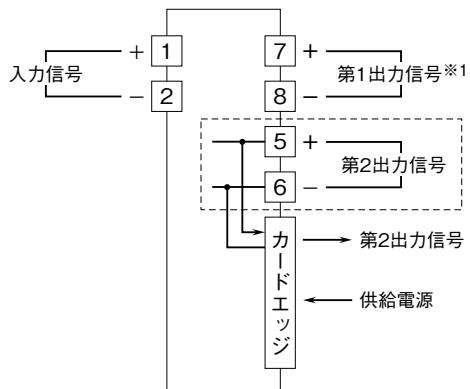 入力信号
+ 1
− 2
7 +
8 −
第1出力信号※1
5 +
6 −
第2出力信号
カードエッジ
第2出力信号
供給電源